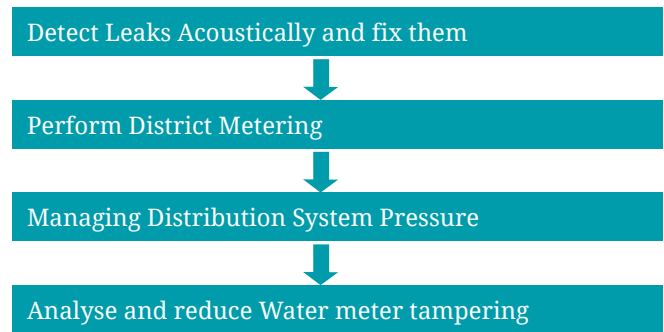 Detect Leaks Acoustically and fix them
Perform District Metering
Managing Distribution System Pressure
Analyse and reduce Water meter tampering